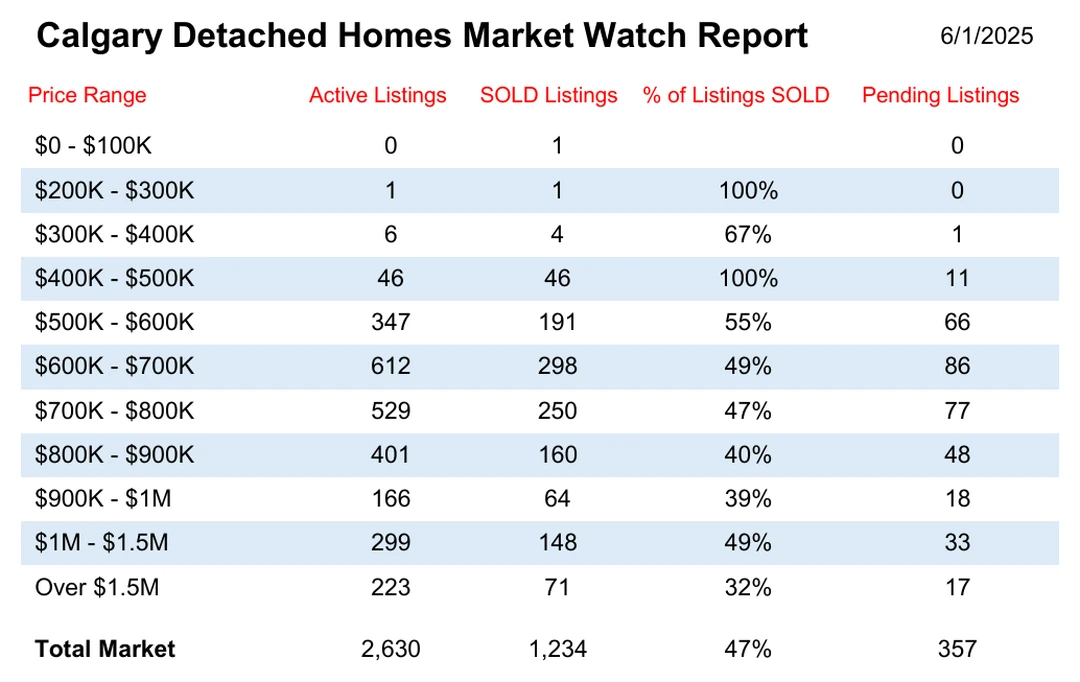 Calgary Detached Homes Market Watch Report 6/1/2025
Price Range Active Listings SOLD Listings % of Listings SOLD Pending Listings
$0 - $100K 0 1 0
$200K - $300K 1 1 100% 0
$300K - $400K 6 4 67% 1
$400K - $500K 46 46 100% 11
$500K - $600K 347 191 55% 66
$600K - $700K 612 298 49% 86
$700K - $800K 529 250 47% 77
$800K - $900K 401 160 40% 48
$900K - $1M 166 64 39% 18
$1M - $1.5M 299 148 49% 33
Over $1.5M 223 71 32% 17
Total Market 2,630 1,234 47% 357